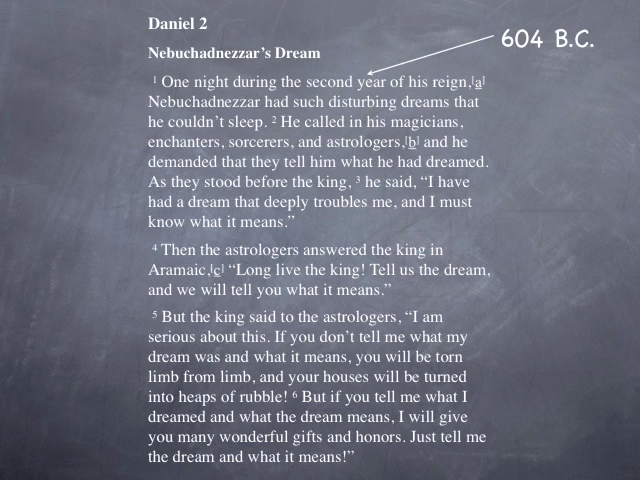 Daniel 2
604 B.C.
Nebuchadnezzar’s Dream
1 One night during the second year of his reign,[a]
Nebuchadnezzar had such disturbing dreams that
he couldn’t sleep. 2 He called in his magicians,
enchanters, sorcerers, and astrologers,[b] and he
demanded that they tell him what he had dreamed.
As they stood before the king, 3 he said, “I have
had a dream that deeply troubles me, and I must
know what it means.”
4 Then the astrologers answered the king in
Aramaic,[c] “Long live the king! Tell us the dream,
and we will tell you what it means.”
5 But the king said to the astrologers, “I am
serious about this. If you don’t tell me what my
dream was and what it means, you will be torn
limb from limb, and your houses will be turned
into heaps of rubble! 6 But if you tell me what I
dreamed and what the dream means, I will give
you many wonderful gifts and honors. Just tell me
the dream and what it means!”